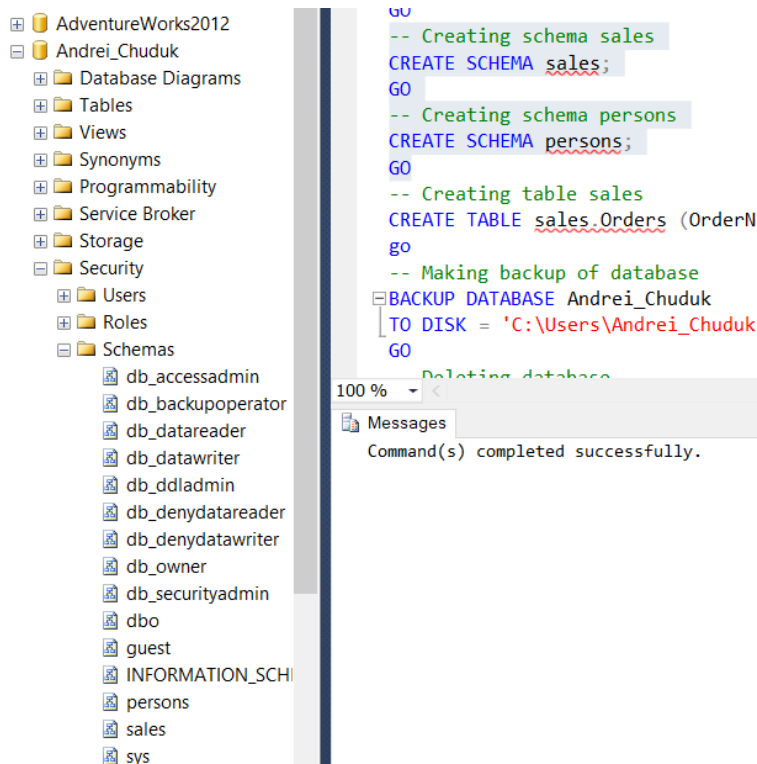 AdventureWorks2012
Andrei_Chuduk
Database Diagrams
Tables
Views
Synonyms
Programmability
Service Broker
Storage
Security
Users
Roles
Schemas
db_accessadmin
db_backupoperator
db_datareader
db_datawriter
db_ddladmin
db_denydatareader
db_denydatawriter
db_owner
db_securityadmin
dbo
guest
INFORMATION_SCH
persons
sales
sys
GO
-- Creating schema sales
CREATE SCHEMA sales;
GO
-- Creating schema persons
CREATE SCHEMA persons;
GO
-- Creating table sales
CREATE TABLE sales.Orders (OrderN
go
-- Making backup of database
BACKUP DATABASE Andrei_Chuduk
TO DISK = 'C:\Users\Andrei_Chuduk
GO
-- Deleting database
100 %
Messages
Command(s) completed successfully.